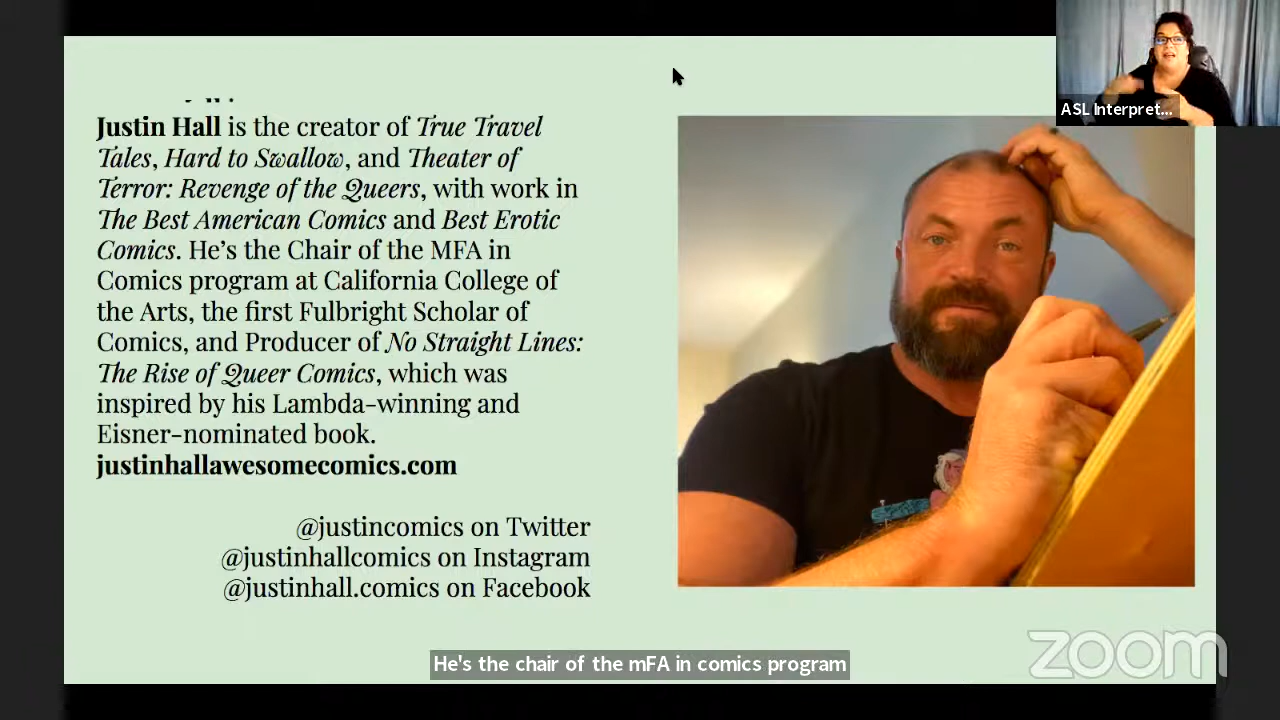 ASL Interpret...
Justin Hall is the creator of True Travel
Tales, Hard to Swallow, and Theater of
Terror: Revenge of the Queers, with work in
The Best American Comics and Best Erotic
Comics. He's the Chair of the MFA in
Comics program at California College of
the Arts, the first Fulbright Scholar of
Comics, and Producer of No Straight Lines:
The Rise of Queer Comics, which was
inspired by his Lambda-winning and
Eisner-nominated book.
justinhallawesomecomics.com
@justincomics on Twitter
@justinhallcomics on Instagram
@justinhall.comics on Facebook
He's the chair of the mFA in comics program
zoom